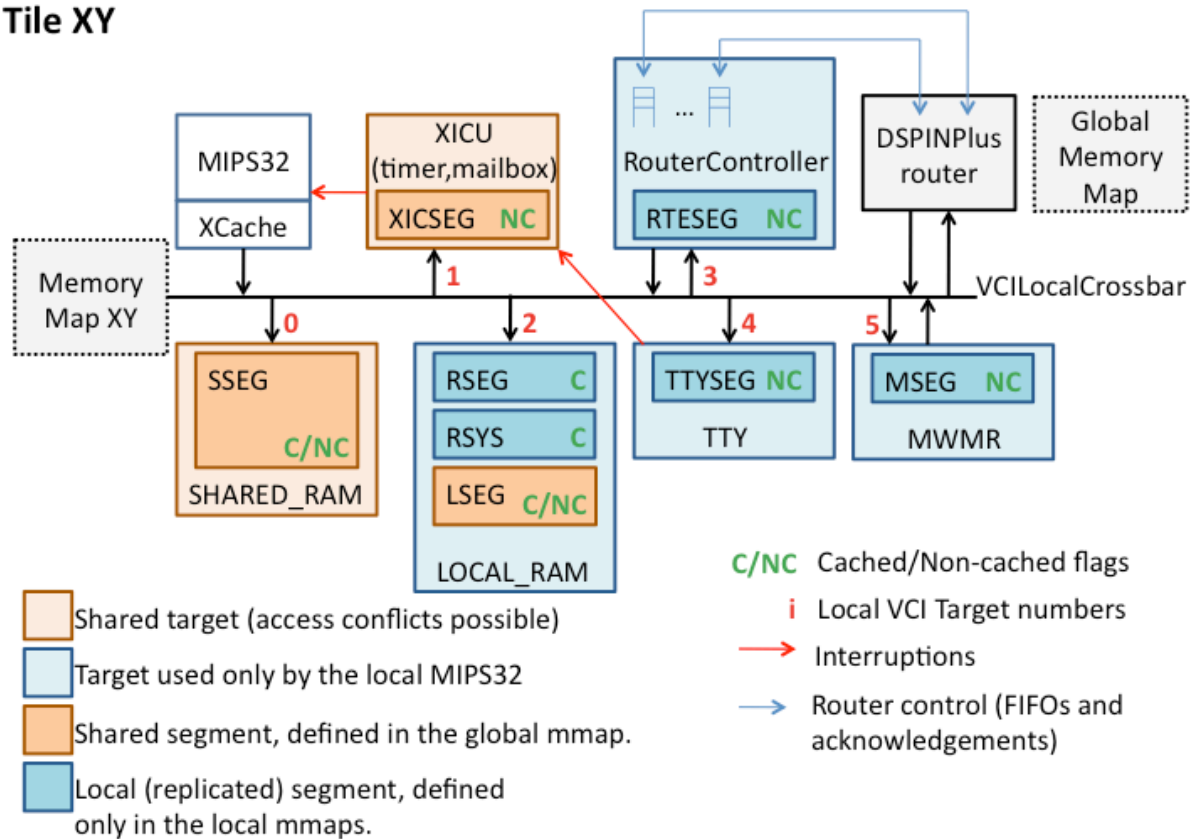 Tile XY
MIPS32
XCache
XICU
(timer,mailbox)
XICSEG NC
...
RouterController
RTESEG NC
DSPINPlus
router
Global
Memory
Map
Memory
Map XY
1
3
VCILocalCrossbar
0
2
4
5
SSEG
C/NC
SHARED_RAM
RSEG C
RSYS C
LSEG C/NC
LOCAL_RAM
TTYSEG NC
TTY
MSEG NC
MWMR
C/NC Cached/Non-cached flags
i Local VCI Target numbers
Interruptions
Router control (FIFOs and
acknowledgements)
Shared target (access conflicts possible)
Target used only by the local MIPS32
Shared segment, defined in the global mmap.
Local (replicated) segment, defined
only in the local mmaps.